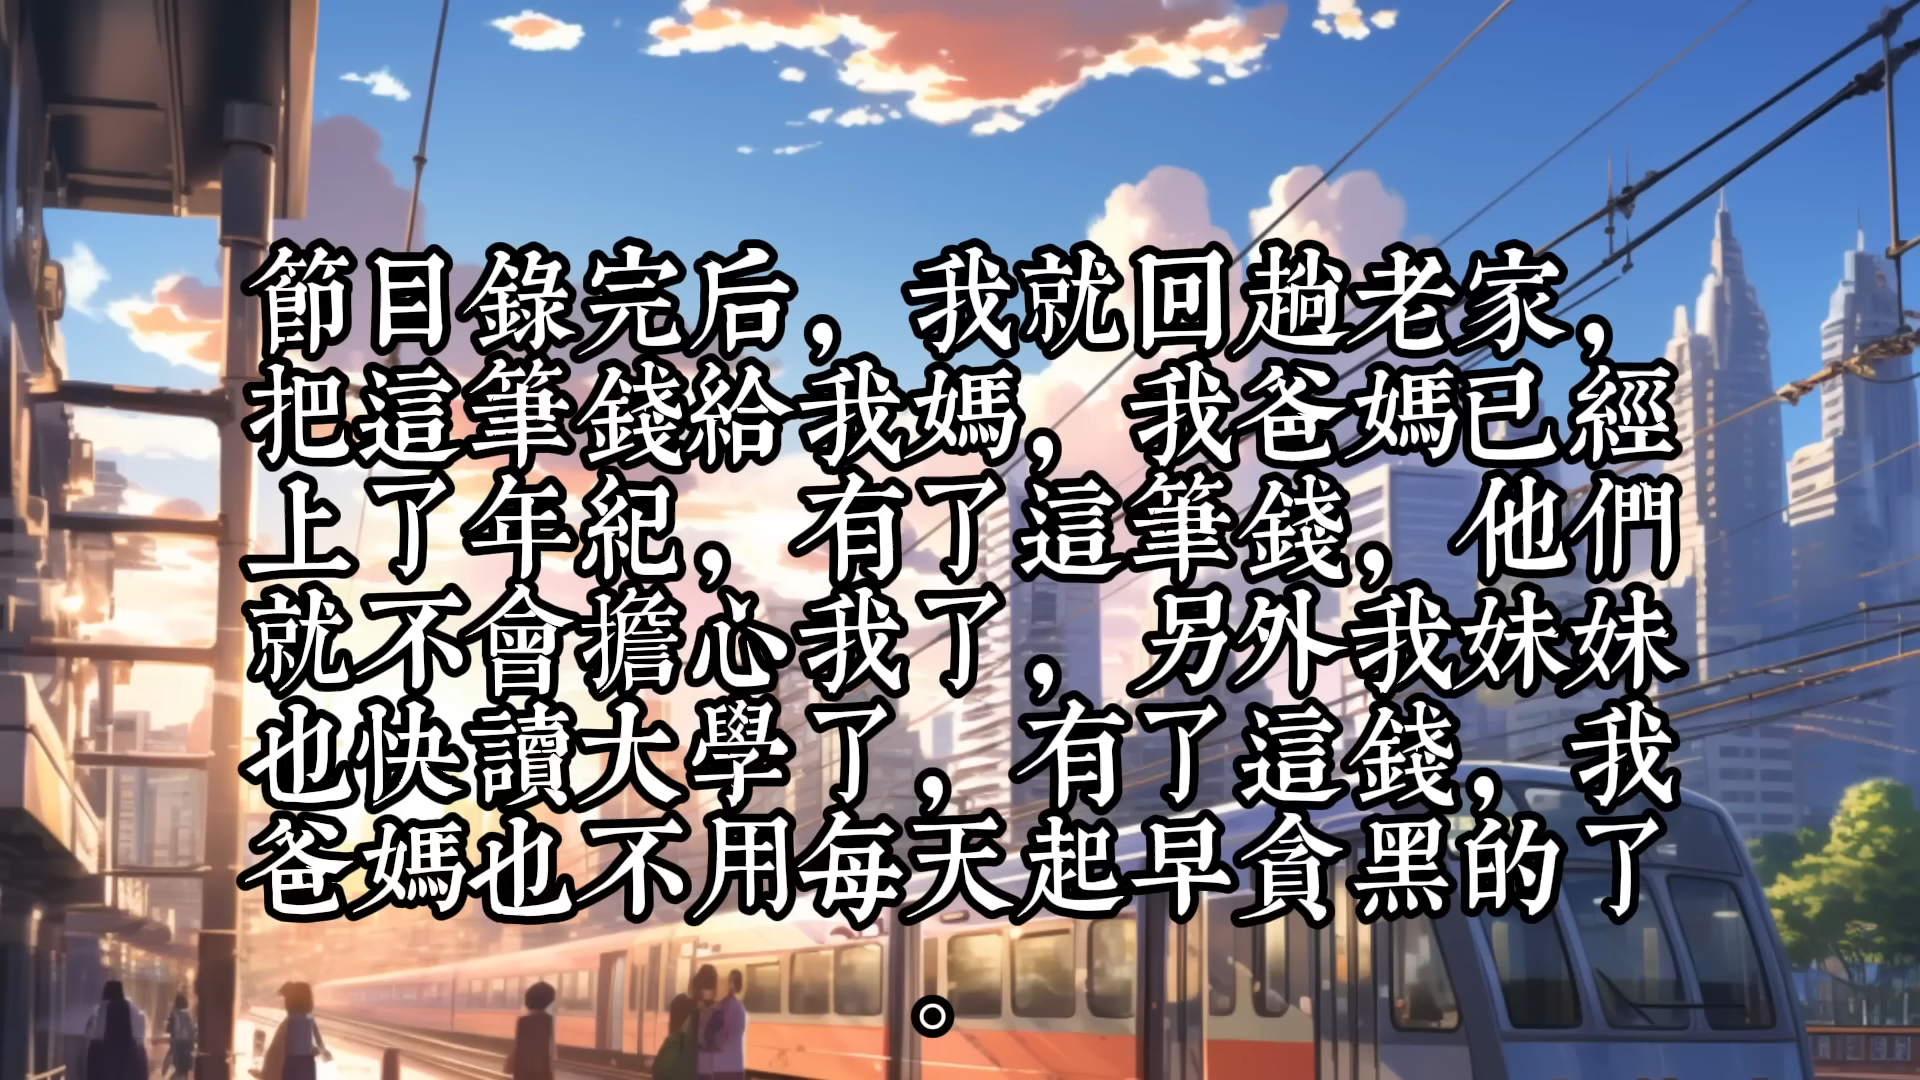 節目錄完后，我就回趟老家，
把這筆錢給我媽，我爸媽已經
上了年紀，有了這筆錢，他們
就不會擔心我了，另外我妹妹
也快讀大學了，有了這錢，我
爸媽也不用每天起早貪黑的了
。